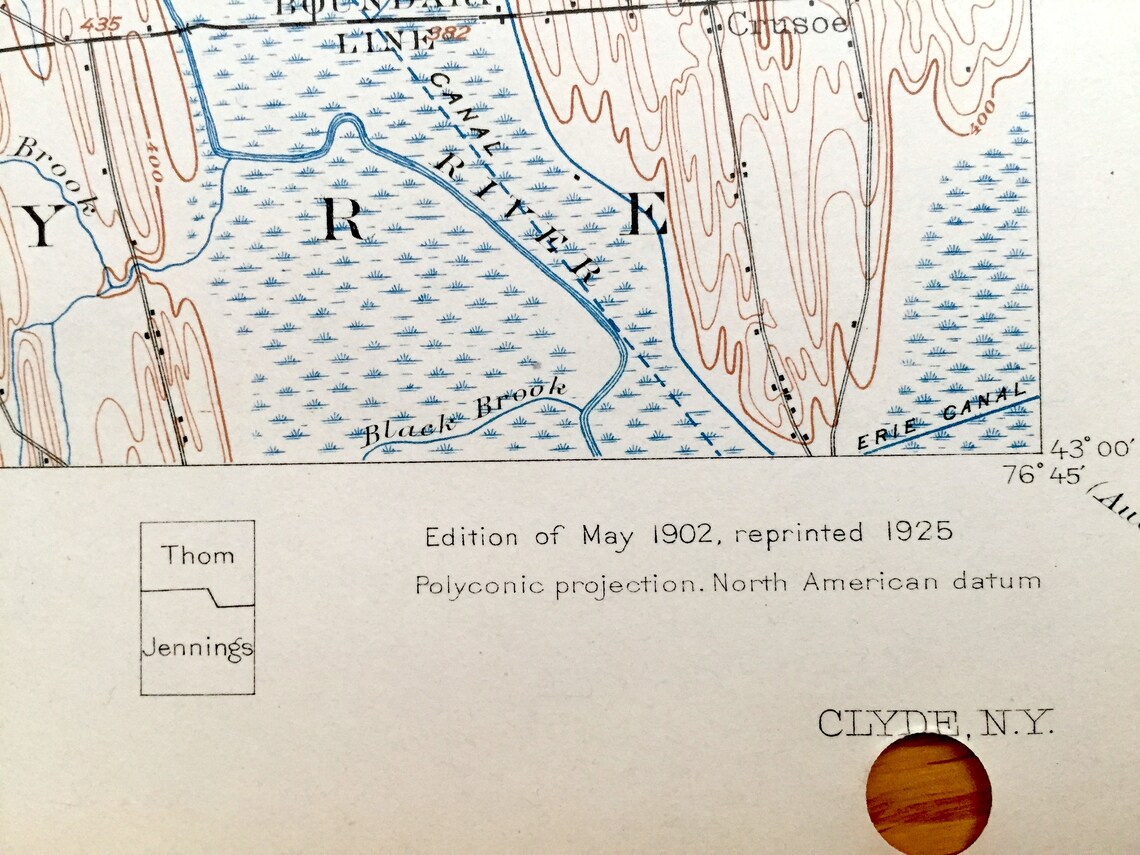 BOUNDARY
LINE
435
382
Crusoe
CANAL
RIVER
Brook
400
400
Y R E
Black Brook
ERIE CANAL
43° 00'
76° 45'
Thom
Jennings
Edition of May 1902, reprinted 1925
Polyconic projection. North American datum
CLYDE, N.Y.